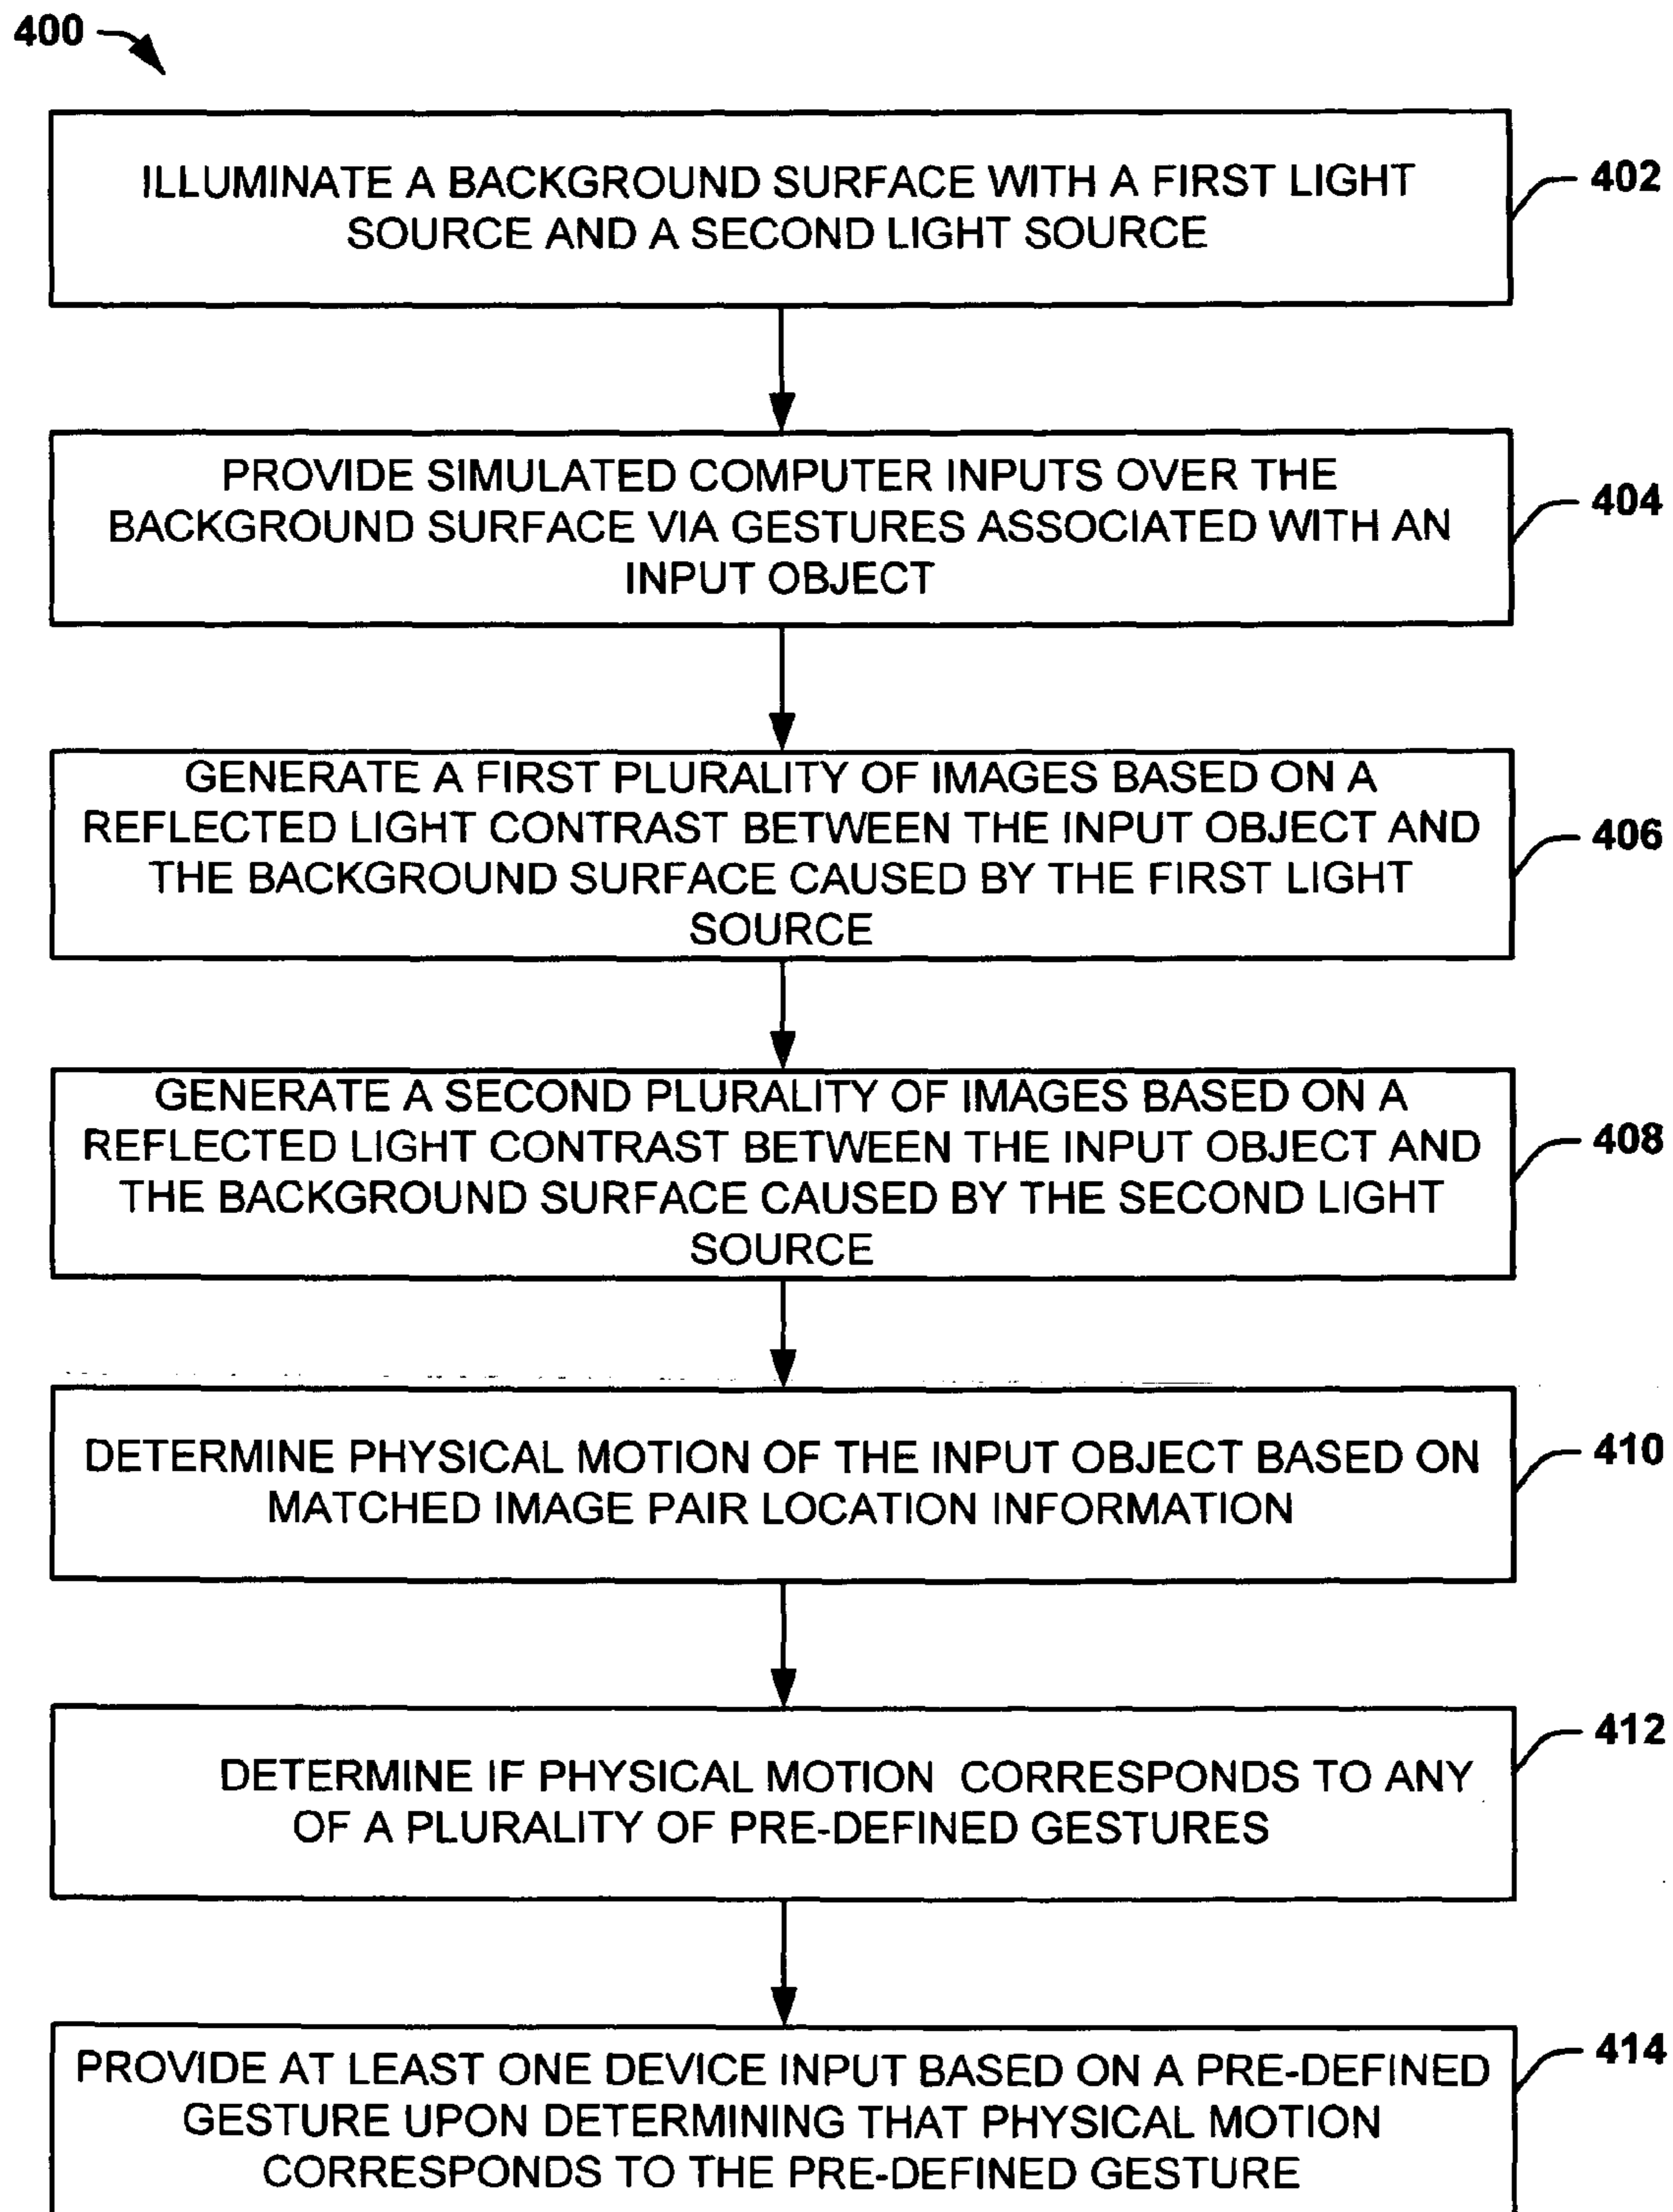 400
ILLUMINATE A BACKGROUND SURFACE WITH A FIRST LIGHT
SOURCE AND A SECOND LIGHT SOURCE
402
PROVIDE SIMULATED COMPUTER INPUTS OVER THE
BACKGROUND SURFACE VIA GESTURES ASSOCIATED WITH AN
INPUT OBJECT
404
GENERATE A FIRST PLURALITY OF IMAGES BASED ON A
REFLECTED LIGHT CONTRAST BETWEEN THE INPUT OBJECT AND
THE BACKGROUND SURFACE CAUSED BY THE FIRST LIGHT
SOURCE
406
GENERATE A SECOND PLURALITY OF IMAGES BASED ON A
REFLECTED LIGHT CONTRAST BETWEEN THE INPUT OBJECT AND
THE BACKGROUND SURFACE CAUSED BY THE SECOND LIGHT
SOURCE
408
DETERMINE PHYSICAL MOTION OF THE INPUT OBJECT BASED ON
MATCHED IMAGE PAIR LOCATION INFORMATION
410
DETERMINE IF PHYSICAL MOTION CORRESPONDS TO ANY
OF A PLURALITY OF PRE-DEFINED GESTURES
412
PROVIDE AT LEAST ONE DEVICE INPUT BASED ON A PRE-DEFINED
GESTURE UPON DETERMINING THAT PHYSICAL MOTION
CORRESPONDS TO THE PRE-DEFINED GESTURE
414